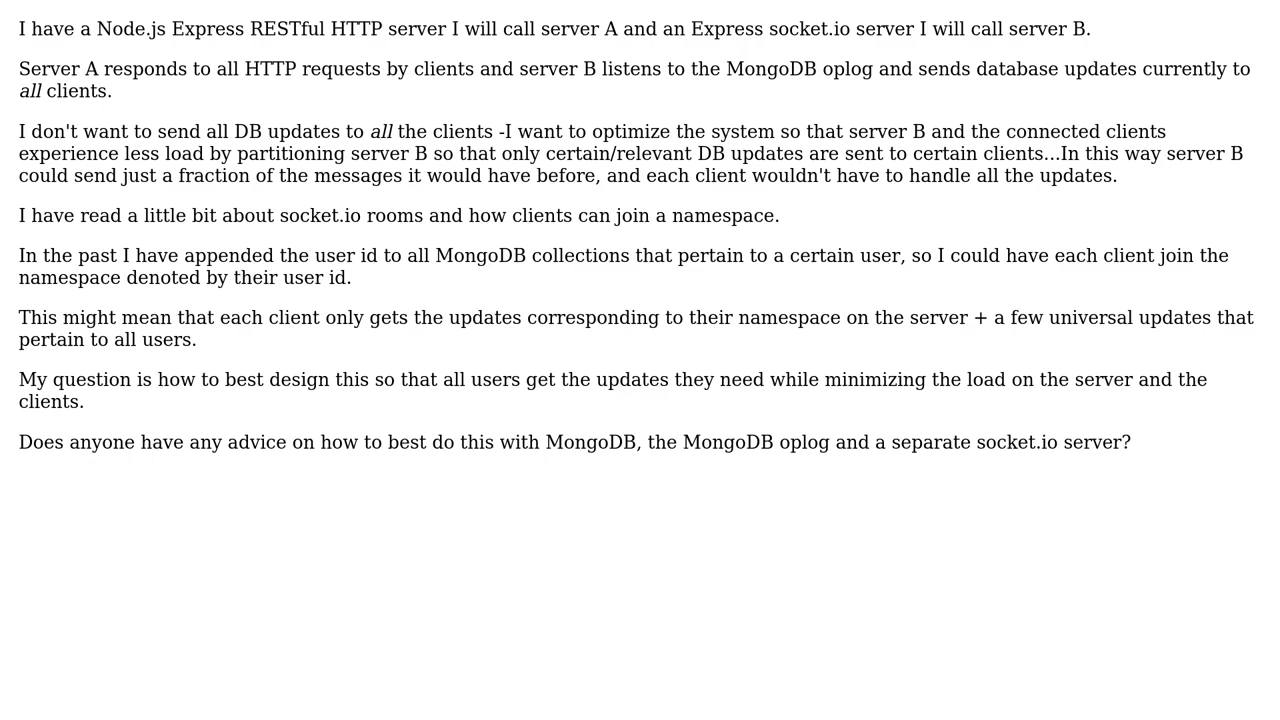 I have a Node.js Express RESTful HTTP server I will call server A and an Express socket.io server I will call server B.
Server A responds to all HTTP requests by clients and server B listens to the MongoDB oplog and sends database updates currently to
all clients.
I don't want to send all DB updates to all the clients -I want to optimize the system so that server B and the connected clients
experience less load by partitioning server B so that only certain/relevant DB updates are sent to certain clients...In this way server B
could send just a fraction of the messages it would have before, and each client wouldn't have to handle all the updates.
I have read a little bit about socket.io rooms and how clients can join a namespace.
In the past I have appended the user id to all MongoDB collections that pertain to a certain user, so I could have each client join the
namespace denoted by their user id.
This might mean that each client only gets the updates corresponding to their namespace on the server + a few universal updates that
pertain to all users.
My question is how to best design this so that all users get the updates they need while minimizing the load on the server and the
clients.
Does anyone have any advice on how to best do this with MongoDB, the MongoDB oplog and a separate socket.io server?